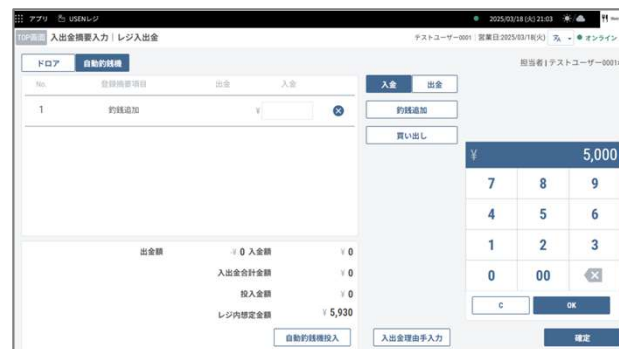 アプリ USENレジ 2025/03/18(火) 21:03
TOP画面 入出金摘要入力 | レジ入出金 テストユーザー0001 営業日:2025/03/18(火) オンライン
ドロア 自動釣銭機 担当者 | テストユーザー0001
No. 登録摘要項目 出金 入金
1 釣銭追加 ¥
入金 出金
釣銭追加
買い出し
¥ 5,000
7 8 9
4 5 6
1 2 3
0 00
C OK
出金額 ¥ 0 入金額 ¥ 0
入出金合計金額 ¥ 0
投入金額 ¥ 0
レジ内想定金額 ¥ 5,930
自動釣銭機投入 入出金理由手入力 確定